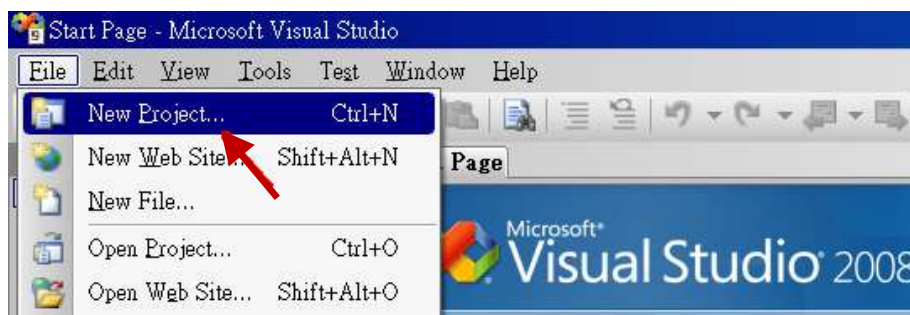 Start Page - Microsoft Visual Studio
File Edit View Tools Test Window Help
New Project... Ctrl+N
New Web Site... Shift+Alt+N
Page
New File...
Open Project... Ctrl+O
Open Web Site... Shift+Alt+O
Microsoft®
Visual Studio 2008